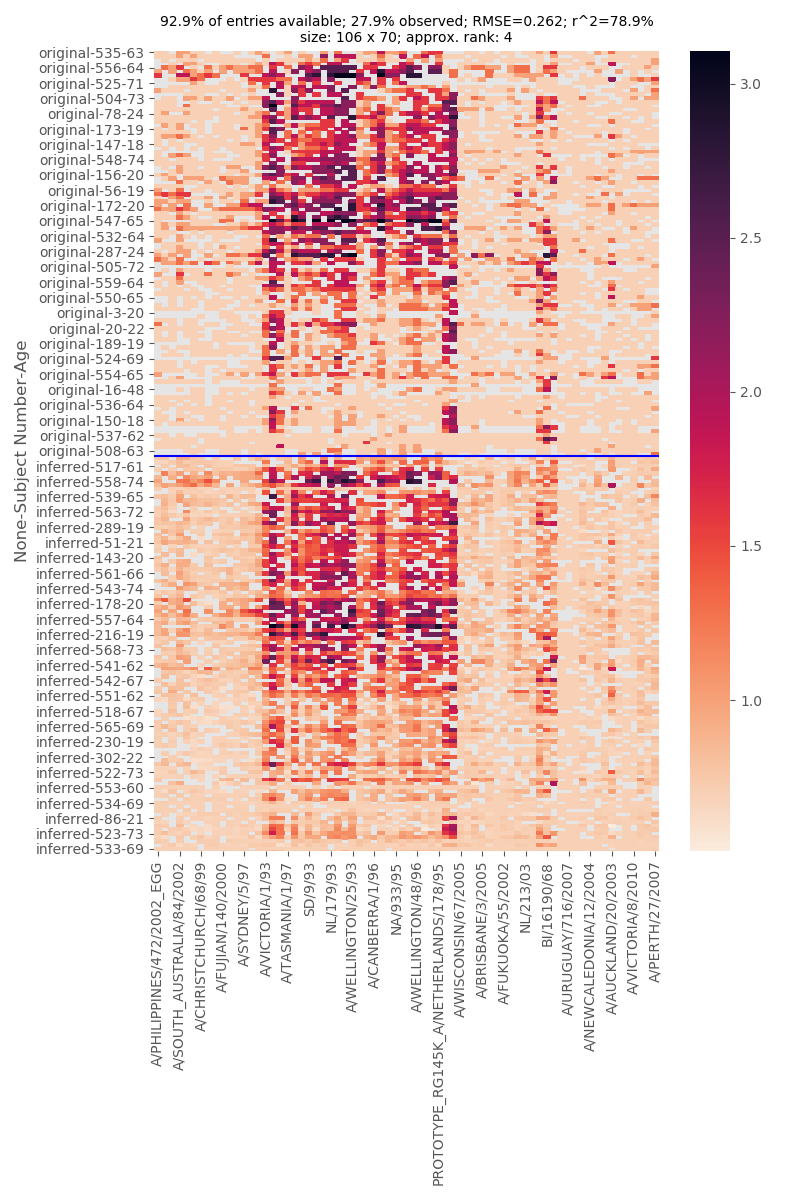 92.9% of entries available; 27.9% observed; RMSE=0.262; r^2=78.9%
size: 106 x 70; approx. rank: 4
None-Subject Number-Age
original-535-63
original-556-64
original-525-71
original-504-73
original-78-24
original-173-19
original-147-18
original-548-74
original-156-20
original-56-19
original-172-20
original-547-65
original-532-64
original-287-24
original-505-72
original-559-64
original-550-65
original-3-20
original-20-22
original-189-19
original-524-69
original-554-65
original-16-48
original-536-64
original-150-18
original-537-62
original-508-63
inferred-517-61
inferred-558-74
inferred-539-65
inferred-563-72
inferred-289-19
inferred-51-21
inferred-143-20
inferred-561-66
inferred-543-74
inferred-178-20
inferred-557-64
inferred-216-19
inferred-568-73
inferred-541-62
inferred-542-67
inferred-551-62
inferred-518-67
inferred-565-69
inferred-230-19
inferred-302-22
inferred-522-73
inferred-553-60
inferred-534-69
inferred-86-21
inferred-523-73
inferred-533-69
A/PHILIPPINES/472/2002_EGG
A/SOUTH_AUSTRALIA/84/2002
A/CHRISTCHURCH/68/99
A/FUJIAN/140/2000
A/SYDNEY/5/97
A/VICTORIA/1/93
A/TASMANIA/1/97
SD/9/93
NL/179/93
A/WELLINGTON/25/93
A/CANBERRA/1/96
NA/933/95
A/WELLINGTON/48/96
PROTOTYPE_RG145K_A/NETHERLANDS/178/95
A/WISCONSIN/67/2005
A/BRISBANE/3/2005
A/FUKUOKA/55/2002
NL/213/03
BI/16190/68
A/URUGUAY/716/2007
A/NEWCALEDONIA/12/2004
A/AUCKLAND/20/2003
A/VICTORIA/8/2010
A/PERTH/27/2007
3.0
2.5
2.0
1.5
1.0